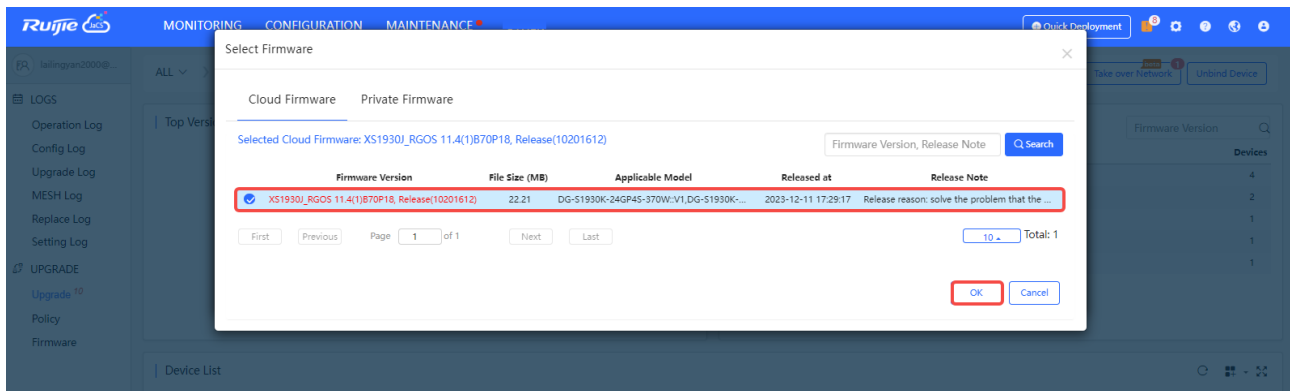 Ruijie JaCS MONITORING CONFIGURATION MAINTENANCE Quick Deployment 8
Select Firmware
lailingyan2000@... ALL Take over Network 1 Unbind Device
LOGS Cloud Firmware Private Firmware
Operation Log Top Versi Firmware Version
Config Log Selected Cloud Firmware: XS1930J_RGOS 11.4(1)B70P18, Release(10201612) Firmware Version, Release Note Search Devices
Upgrade Log Firmware Version File Size (MB) Applicable Model Released at Release Note 4
MESH Log XS1930J_RGOS 11.4(1)B70P18, Release(10201612) 22.21 DG-S1930K-24GP4S-370W::V1,DG-S1930K-... 2023-12-11 17:29:17 Release reason: solve the problem that the ... 2
Replace Log 1
Setting Log First Previous Page 1 of 1 Next Last 10 Total: 1 1
UPGRADE 1
Upgrade 10 OK Cancel
Policy
Firmware
Device List